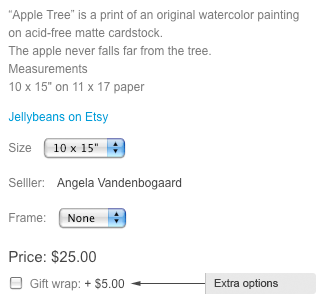 “Apple Tree” is a print of an original watercolor painting
on acid-free matte cardstock.
The apple never falls far from the tree.
Measurements
10 x 15" on 11 x 17 paper
Jellybeans on Etsy
Size 10 x 15"
Selller: Angela Vandenbogaard
Frame: None
Price: $25.00
Gift wrap: + $5.00 Extra options